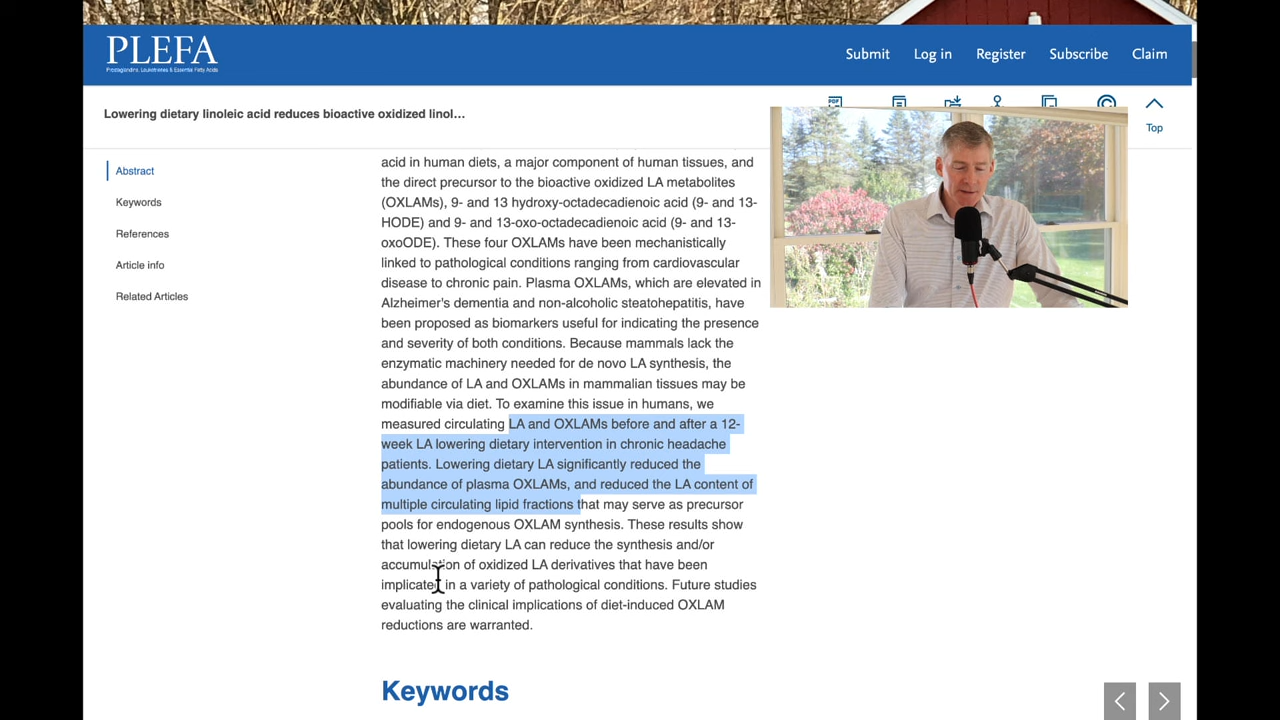 PLEFA
Prostaglandins, Leukotrienes & Essential Fatty Acids
Submit
Log in
Register
Subscribe
Claim
Lowering dietary linoleic acid reduces bioactive oxidized linol…
PDF
Top
Abstract
Keywords
References
Article info
Related Articles
acid in human diets, a major component of human tissues, and
the direct precursor to the bioactive oxidized LA metabolites
(OXLAMs), 9- and 13 hydroxy-octadecadienoic acid (9- and 13-
HODE) and 9- and 13-oxo-octadecadienoic acid (9- and 13-
oxoODE). These four OXLAMs have been mechanistically
linked to pathological conditions ranging from cardiovascular
disease to chronic pain. Plasma OXLAMs, which are elevated in
Alzheimer's dementia and non-alcoholic steatohepatitis, have
been proposed as biomarkers useful for indicating the presence
and severity of both conditions. Because mammals lack the
enzymatic machinery needed for de novo LA synthesis, the
abundance of LA and OXLAMs in mammalian tissues may be
modifiable via diet. To examine this issue in humans, we
measured circulating LA and OXLAMs before and after a 12-
week LA lowering dietary intervention in chronic headache
patients. Lowering dietary LA significantly reduced the
abundance of plasma OXLAMs, and reduced the LA content of
multiple circulating lipid fractions that may serve as precursor
pools for endogenous OXLAM synthesis. These results show
that lowering dietary LA can reduce the synthesis and/or
accumulation of oxidized LA derivatives that have been
implicated in a variety of pathological conditions. Future studies
evaluating the clinical implications of diet-induced OXLAM
reductions are warranted.
Keywords